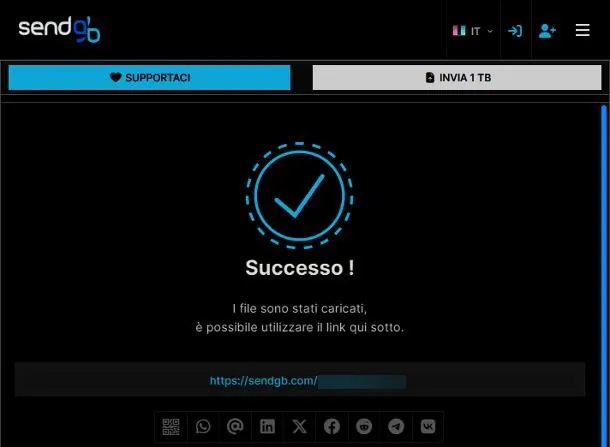 sendgb
IT
SUPPORTACI
INVIA 1 TB
Successo !
I file sono stati caricati,
è possibile utilizzare il link qui sotto.
https://sendgb.com/